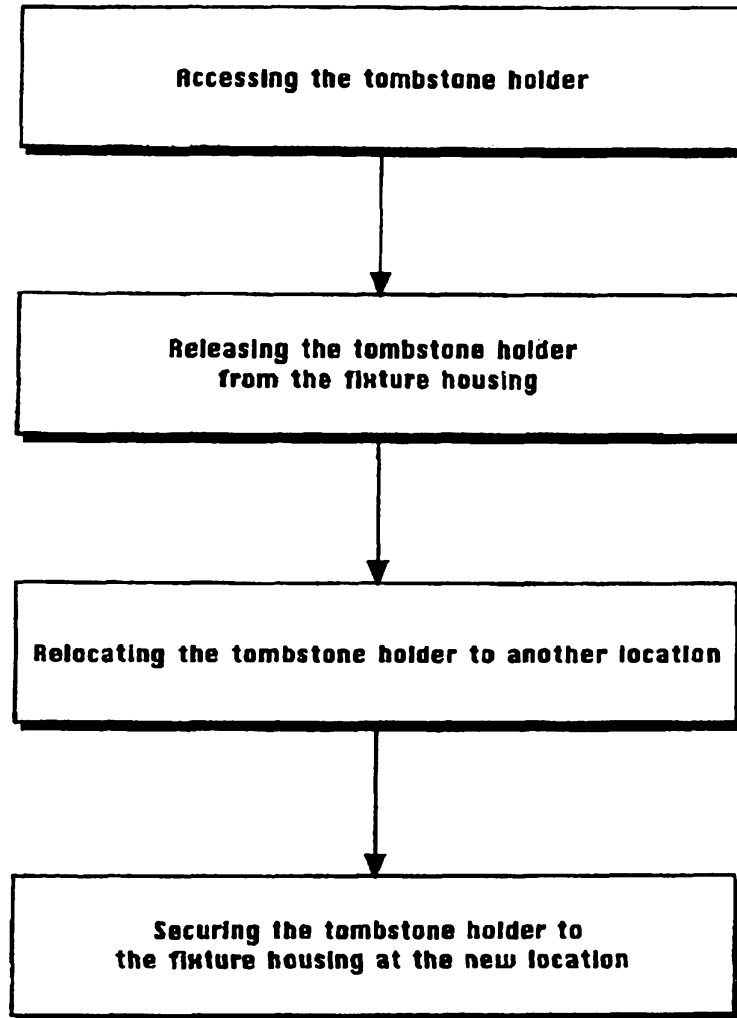 Accessing the tombstone holder
Releasing the tombstone holder
from the fixture housing
Relocating the tombstone holder to another location
Securing the tombstone holder to
the fixture housing at the new location